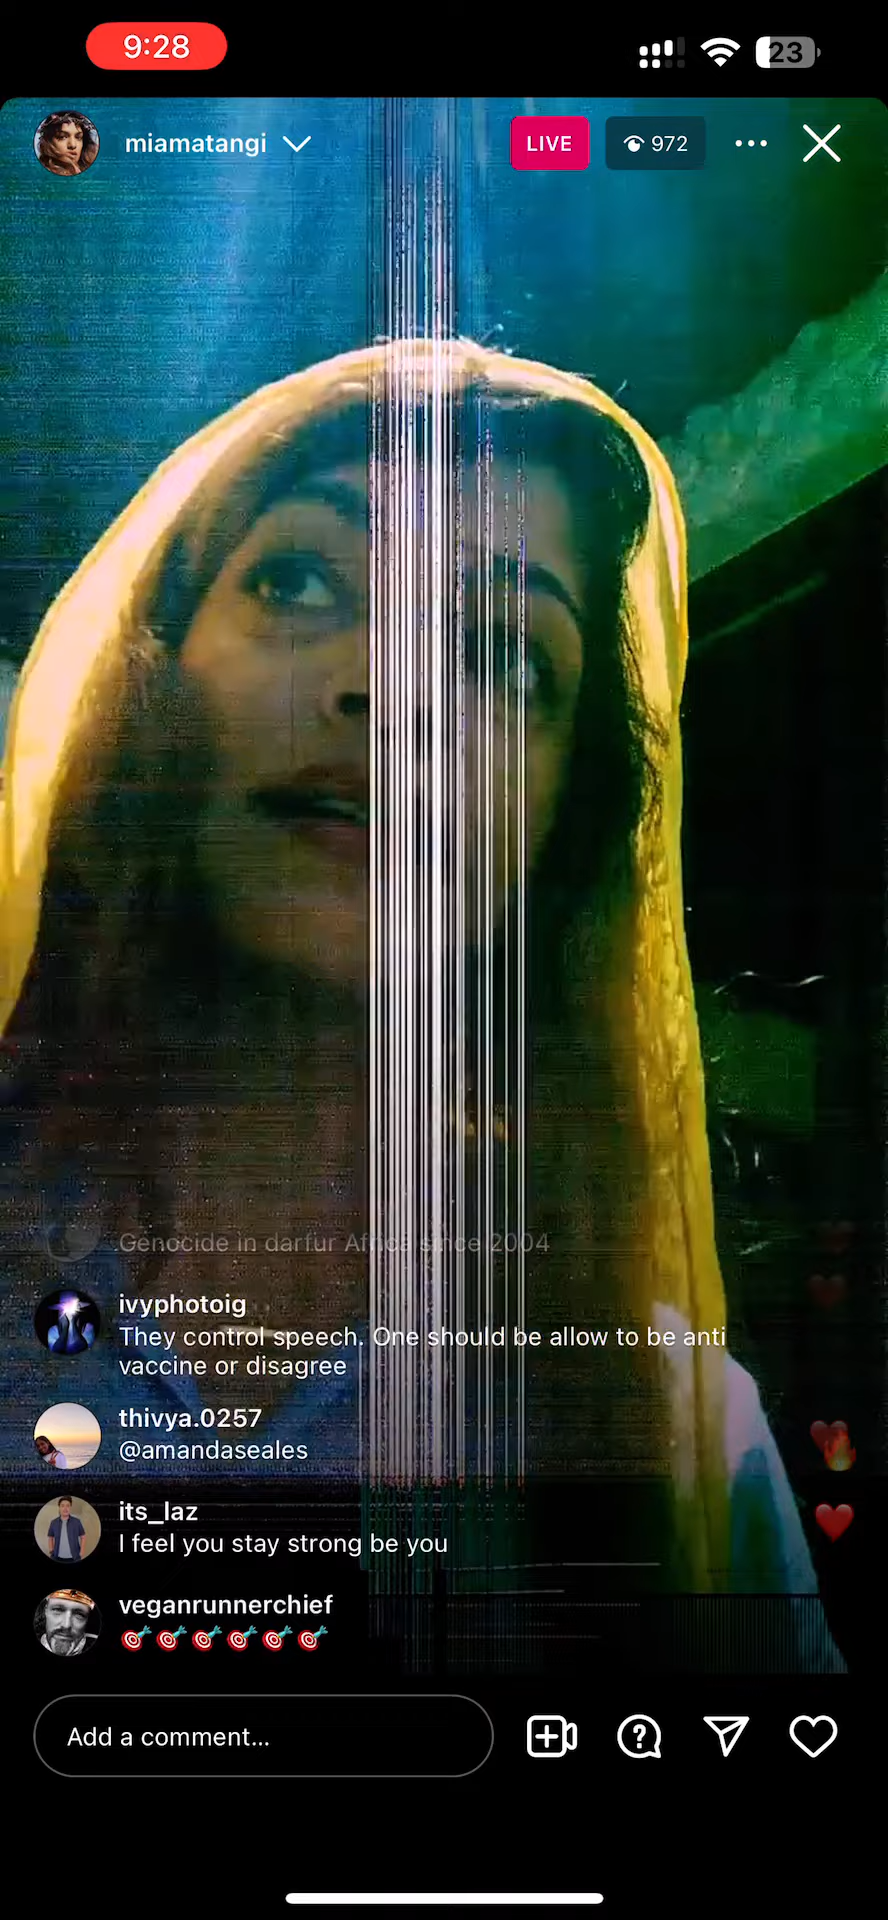 9:28
23
miamatangi
LIVE
972
Genocide in darfur Africa since 2004
ivyphotoig
They control speech. One should be allow to be anti
vaccine or disagree
thivya.0257
@amandaseales
its_laz
I feel you stay strong be you
veganrunnerchief
🎯🎯🎯🎯🎯🎯
Add a comment...